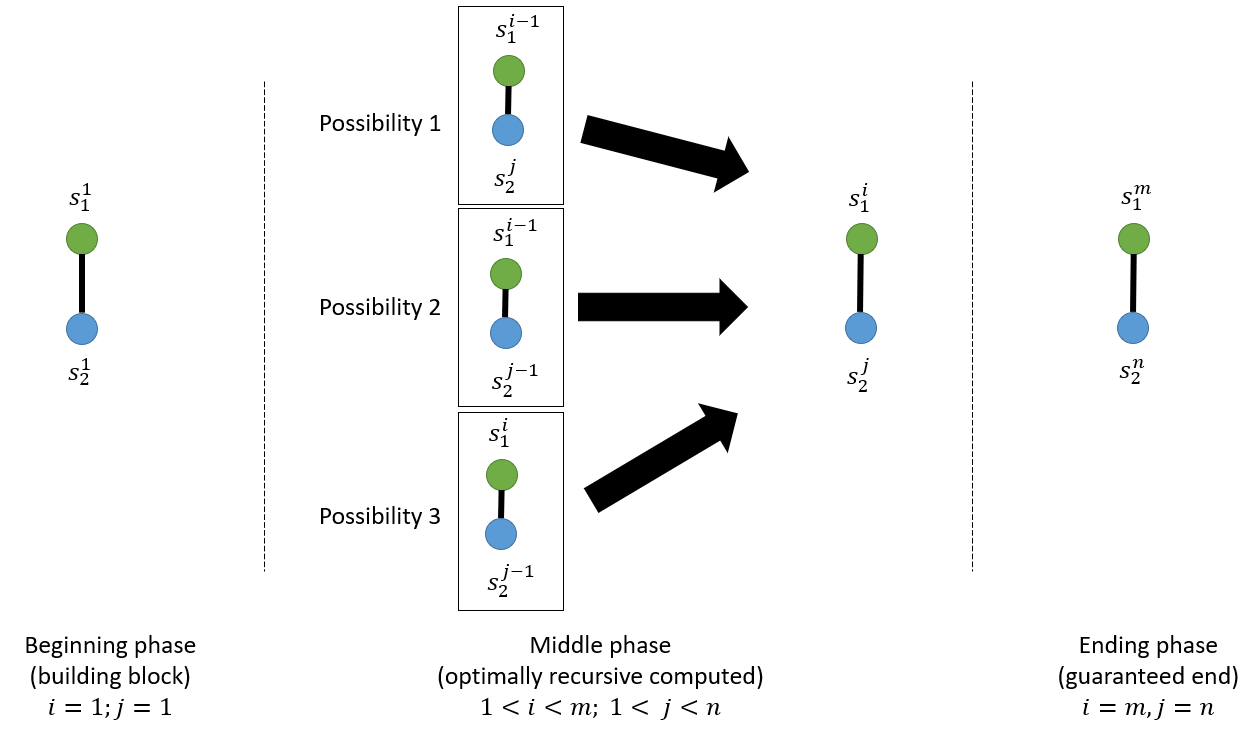 $s_1^1$
$s_2^1$
Possibility 1
$s_1^{i-1}$
$s_2^j$
Possibility 2
$s_1^{i-1}$
$s_2^{j-1}$
Possibility 3
$s_1^i$
$s_2^{j-1}$
$s_1^i$
$s_2^j$
$s_1^m$
$s_2^n$
Beginning phase
(building block)
$i = 1; j = 1$
Middle phase
(optimally recursive computed)
$1 < i < m; 1 < j < n$
Ending phase
(guaranteed end)
$i = m, j = n$